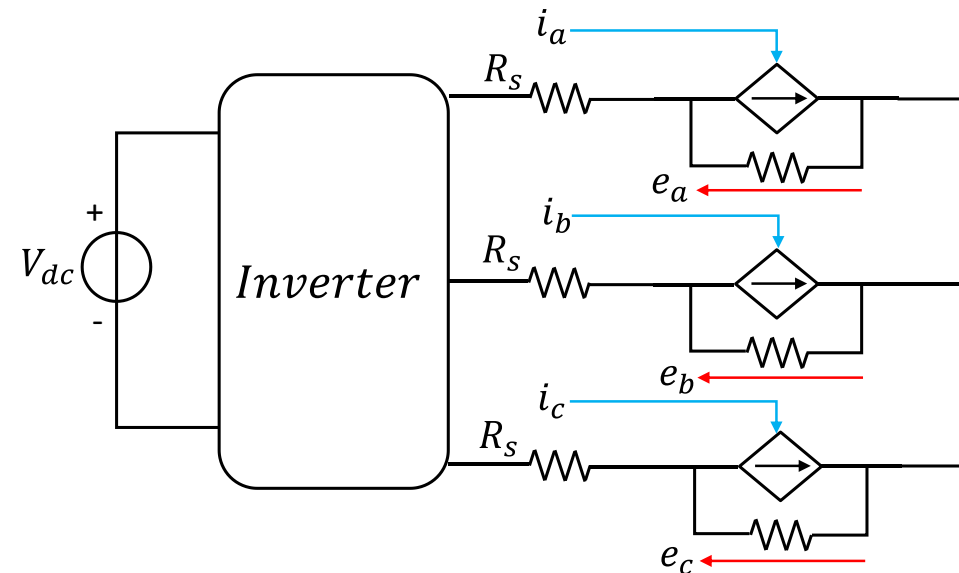 i_a
R_s
e_a
i_b
+
R_s
V_dc
Inverter
-
e_b
i_c
R_s
e_c